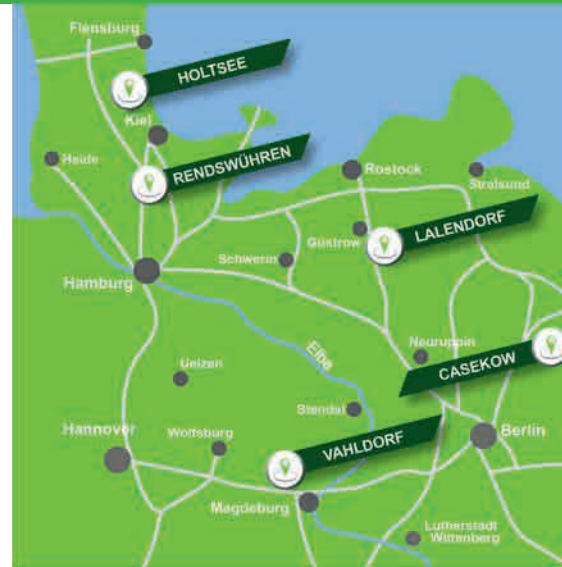 Flensburg
HOLTSEE
Kiel
Heide
RENDSWÜHREN
Rostock
Stralsund
LALENDORF
Güstrow
Schwerin
Hamburg
Neuruppin
CASEKOW
Elbe
Uelzen
Stendal
Hannover
Wolfsburg
VAHLDORF
Berlin
Magdeburg
Lutherstadt
Wittenberg